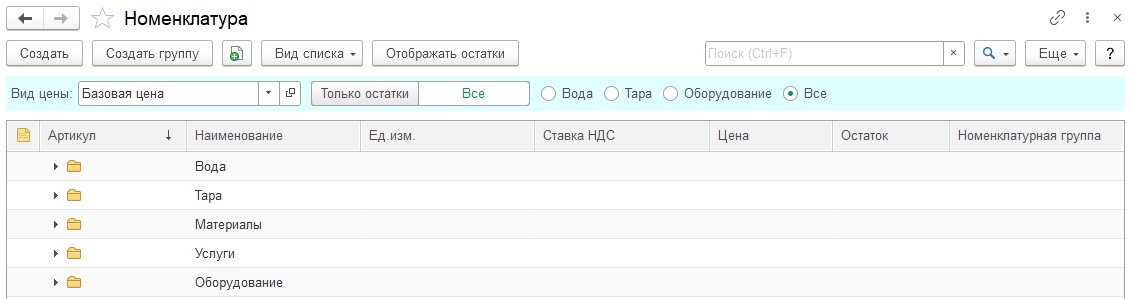 Номенклатура
Создать Создать группу Вид списка Отображать остатки Поиск (Ctrl+F) × Еще ?
Вид цены: Базовая цена Только остатки Все Вода Тара Оборудование Все
Артикул ↓ Наименование Ед.изм. Ставка НДС Цена Остаток Номенклатурная группа
Вода
Тара
Материалы
Услуги
Оборудование